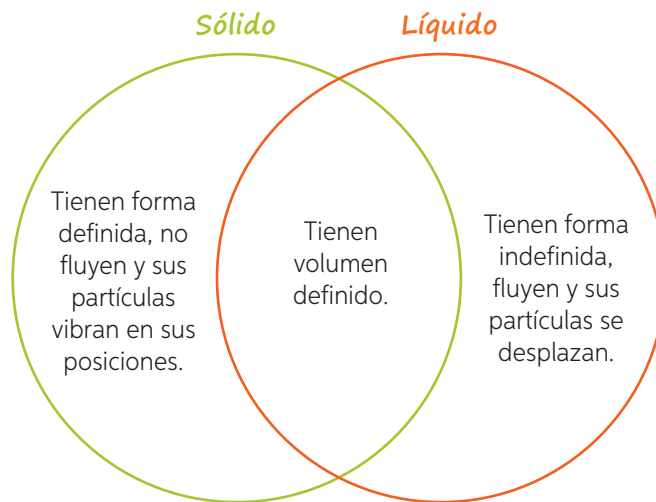 Sólido
Líquido
Tienen forma
definida, no
fluyen y sus
partículas
vibran en sus
posiciones.
Tienen
volumen
definido.
Tienen forma
indefinida,
fluyen y sus
partículas se
desplazan.